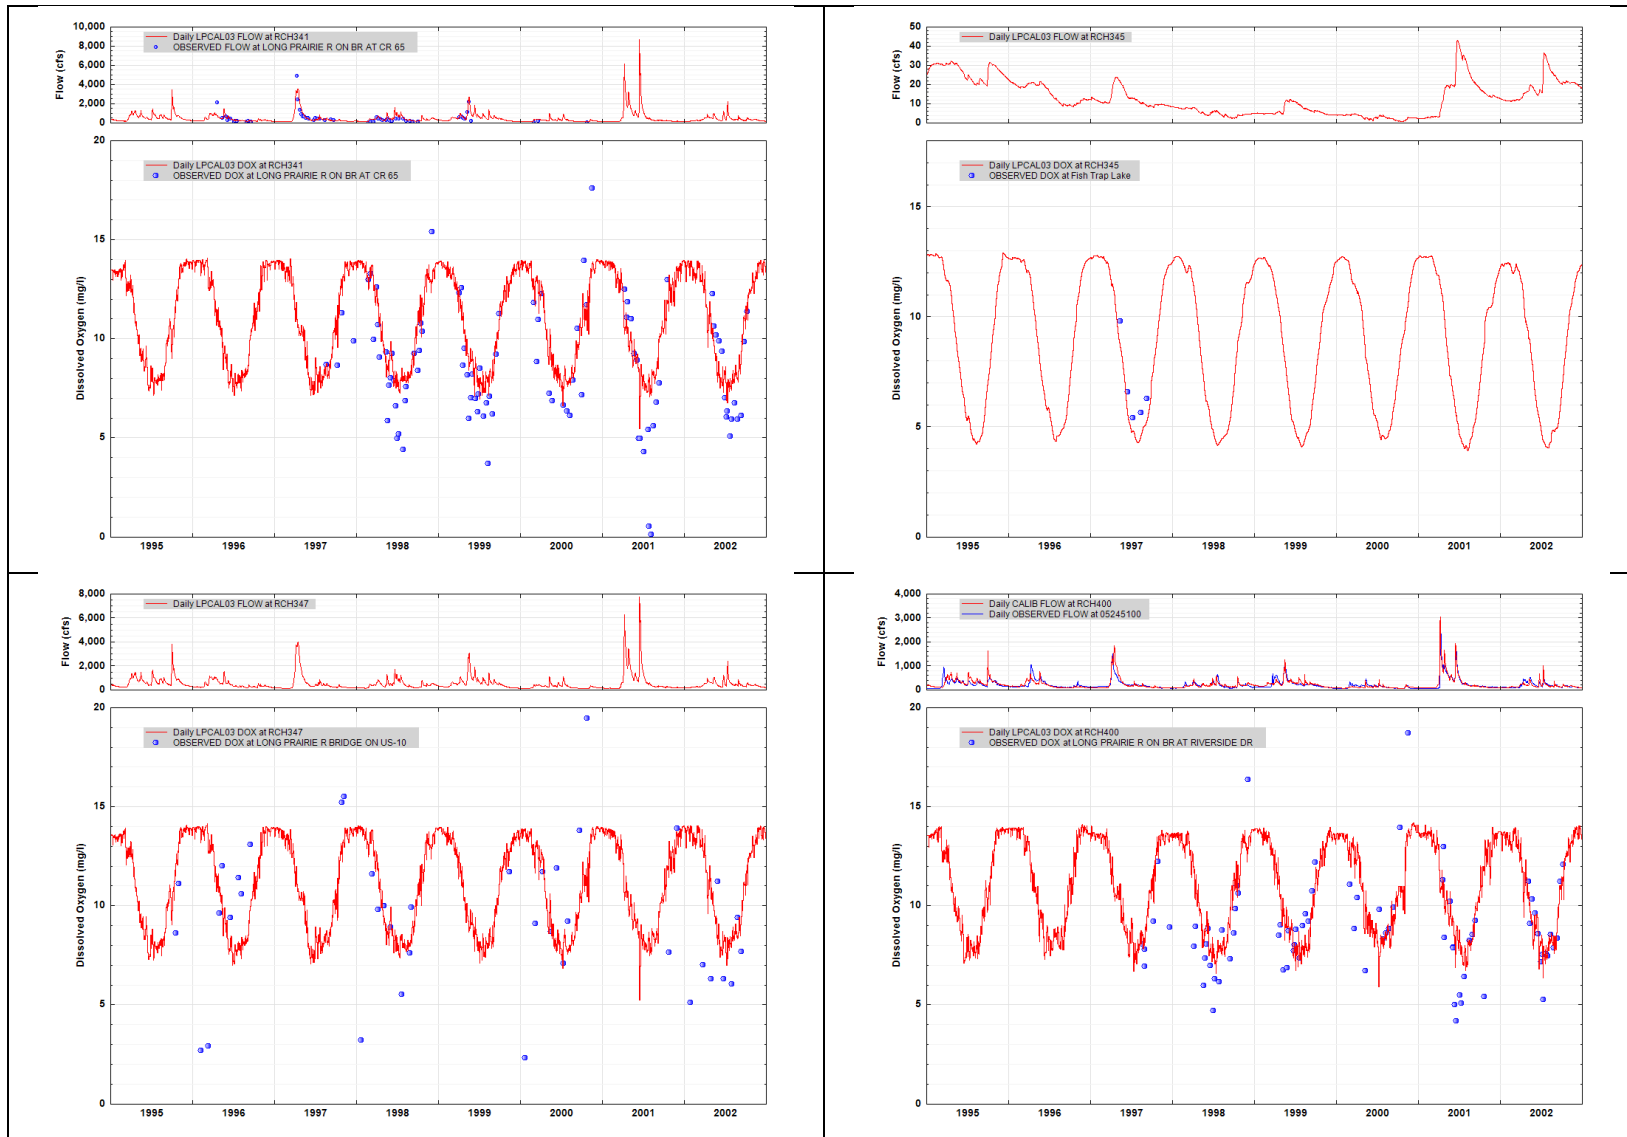 10,000
8,000
6,000
4,000
2,000
0
Flow (cfs)
Daily LPCAL03 FLOW at RCH341
OBSERVED FLOW at LONG PRAIRIE R ON BR AT CR 65
20
15
10
5
0
Dissolved Oxygen (mg/l)
Daily LPCAL03 DOX at RCH341
OBSERVED DOX at LONG PRAIRIE R ON BR AT CR 65
1995 1996 1997 1998 1999 2000 2001 2002
50
40
30
20
10
0
Flow (cfs)
Daily LPCAL03 FLOW at RCH345
15
10
5
0
Dissolved Oxygen (mg/l)
Daily LPCAL03 DOX at RCH345
OBSERVED DOX at Fish Trap Lake
1995 1996 1997 1998 1999 2000 2001 2002
8,000
6,000
4,000
2,000
0
Flow (cfs)
Daily LPCAL03 FLOW at RCH347
20
15
10
5
0
Dissolved Oxygen (mg/l)
Daily LPCAL03 DOX at RCH347
OBSERVED DOX at LONG PRAIRIE R BRIDGE ON US-10
1995 1996 1997 1998 1999 2000 2001 2002
4,000
3,000
2,000
1,000
0
Flow (cfs)
Daily CALIB FLOW at RCH400
Daily OBSERVED FLOW at 05245100
20
15
10
5
0
Dissolved Oxygen (mg/l)
Daily LPCAL03 DOX at RCH400
OBSERVED DOX at LONG PRAIRIE R ON BR AT RIVERSIDE DR
1995 1996 1997 1998 1999 2000 2001 2002